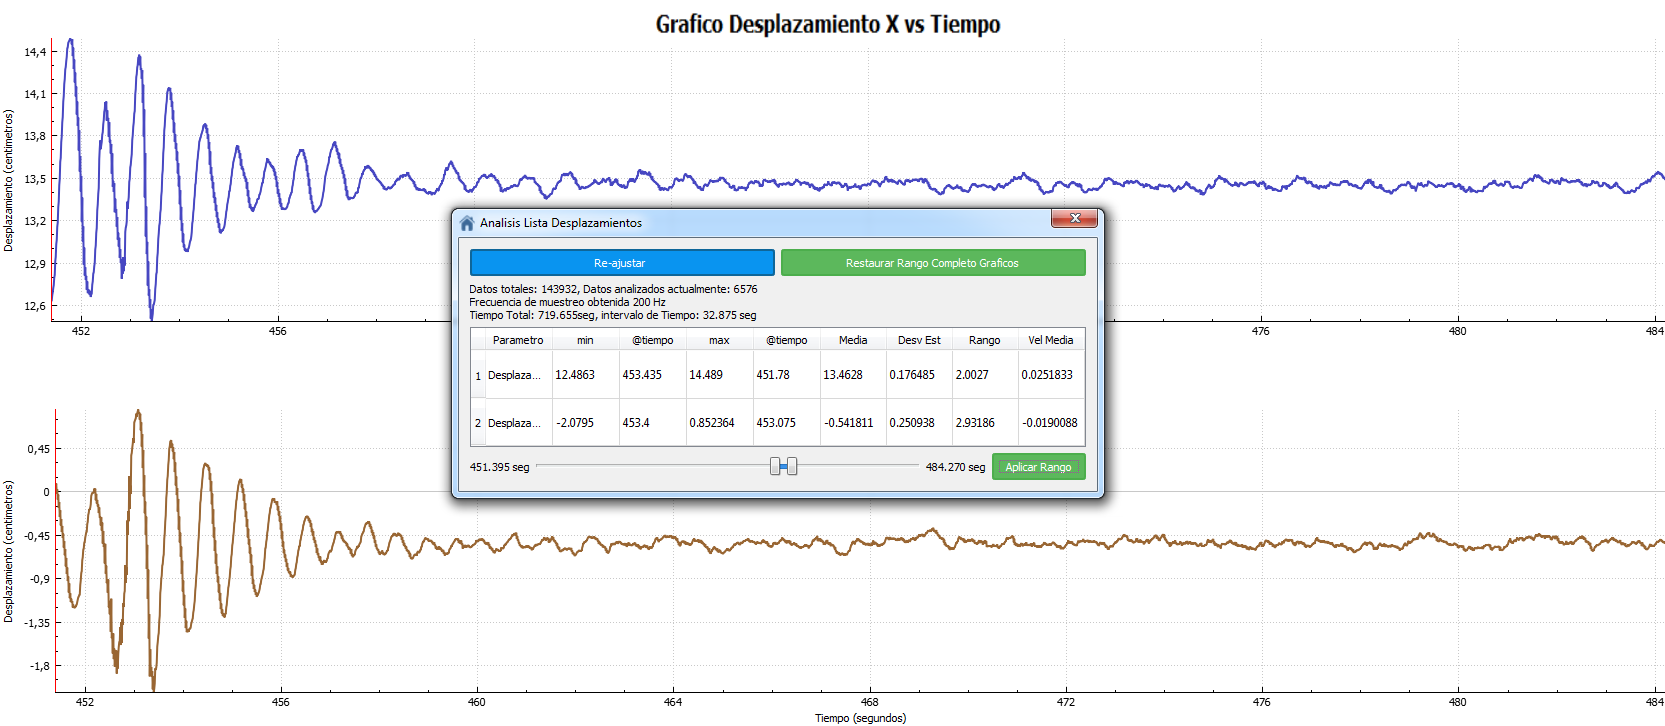 Grafico Desplazamiento X vs Tiempo
Desplazamiento (centimetros)
14,4
14,1
13,8
13,5
13,2
12,9
12,6
452 456 476 480 484
Analisis Lista Desplazamientos
Re-ajustar Restaurar Rango Completo Graficos
Datos totales: 143932, Datos analizados actualmente: 6576
Frecuencia de muestreo obtenida 200 Hz
Tiempo Total: 719.655seg, intervalo de Tiempo: 32.875 seg
Parametro min @tiempo max @tiempo Media Desv Est Rango Vel Media
1 Desplaza... 12.4863 453.435 14.489 451.78 13.4628 0.176485 2.0027 0.0251833
2 Desplaza... -2.0795 453.4 0.852364 453.075 -0.541811 0.250938 2.93186 -0.0190088
451.395 seg 484.270 seg Aplicar Rango
Desplazamiento (centimetros)
0,45
0
-0,45
-0,9
-1,35
-1,8
452 456 460 464 468 472 476 480 484
Tiempo (segundos)